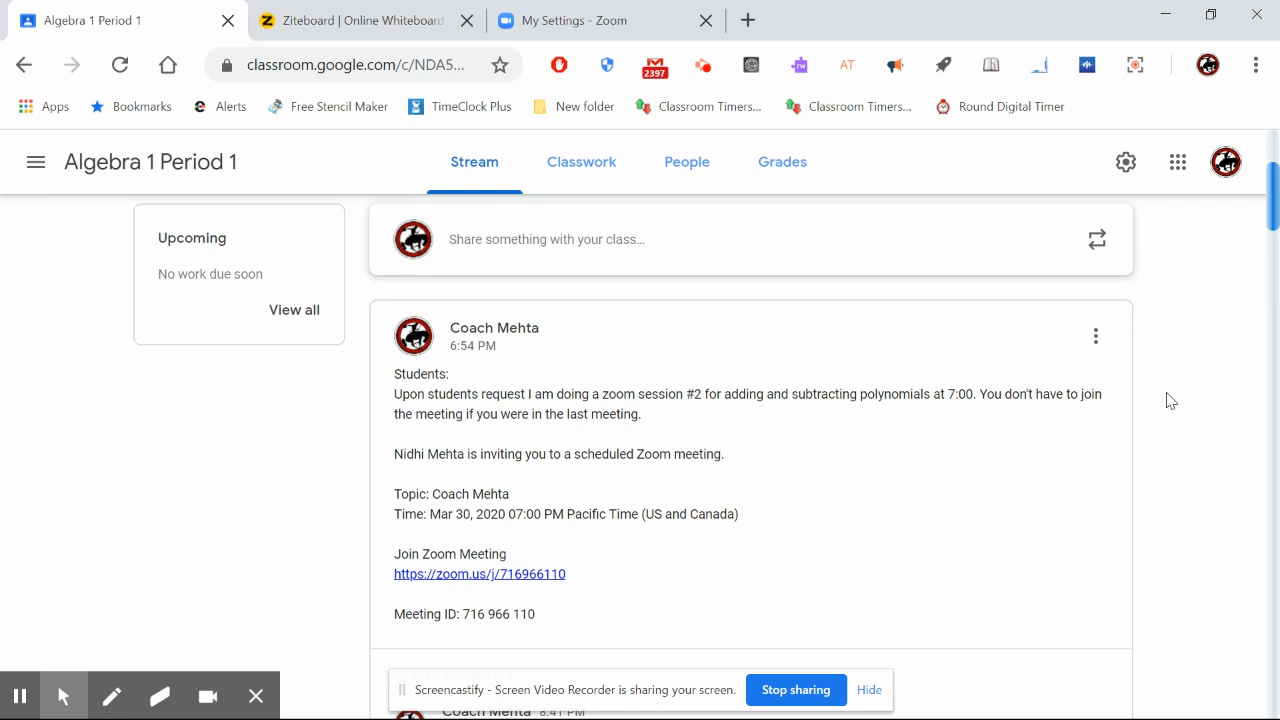 Algebra 1 Period 1
Ziteboard | Online Whiteboard
My Settings - Zoom
classroom.google.com/c/NDA5...
2397
rw
AT
Apps
Bookmarks
Alerts
Free Stencil Maker
TimeClock Plus
New folder
Classroom Timers...
Classroom Timers...
Round Digital Timer
Algebra 1 Period 1
Stream
Classwork
People
Grades
Upcoming
No work due soon
View all
Share something with your class...
Coach Mehta
6:54 PM
Students:
Upon students request I am doing a zoom session #2 for adding and subtracting polynomials at 7:00. You don't have to join
the meeting if you were in the last meeting.
Nidhi Mehta is inviting you to a scheduled Zoom meeting.
Topic: Coach Mehta
Time: Mar 30, 2020 07:00 PM Pacific Time (US and Canada)
Join Zoom Meeting
https://zoom.us/j/716966110
Meeting ID: 716 966 110
Screencastify - Screen Video Recorder is sharing your screen.
Stop sharing
Hide
Coach Mehta 6:41 PM